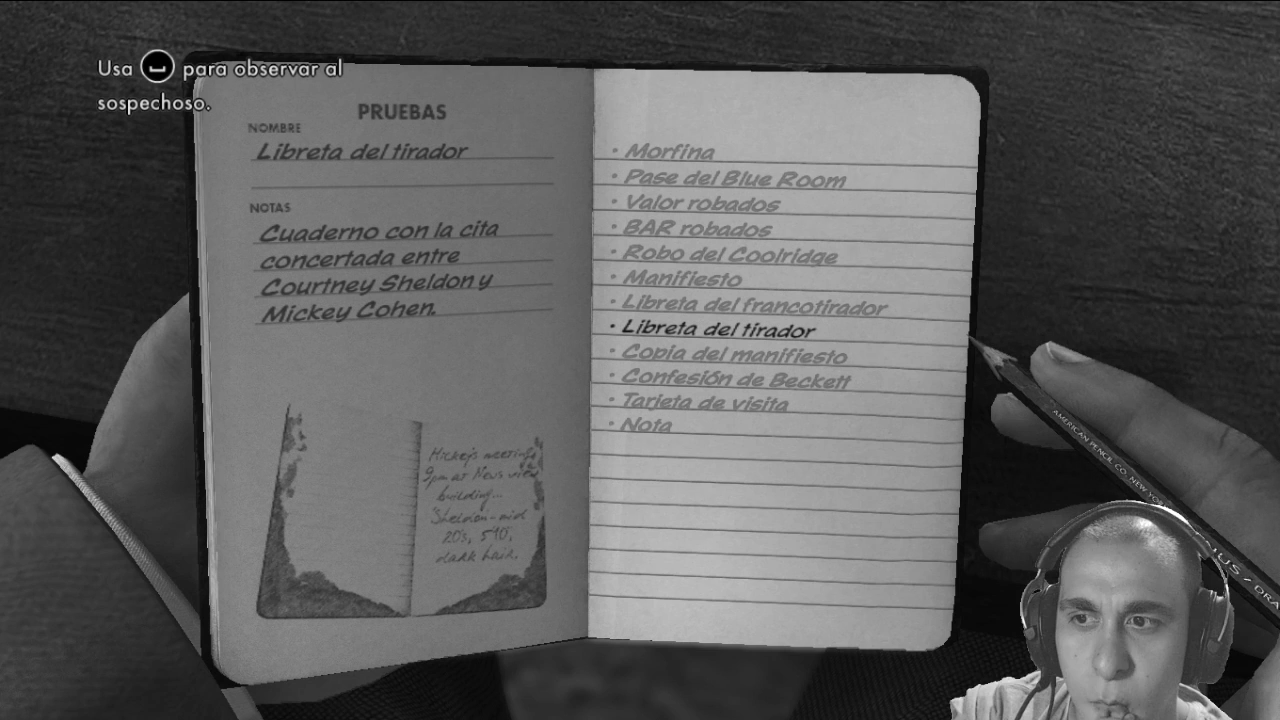 Usa para observar al
sospechoso.
PRUEBAS
NOMBRE
Libreta del tirador
NOTAS
Cuaderno con la cita
concertada entre
Courtney Sheldon y
Mickey Cohen.
Mickey's meeting
9pm at News view
building...
Sheldon-mid
20's, 5'10",
dark hair.
• Morfina
• Pase del Blue Room
• Valor robados
• BAR robados
• Robo del Coolridge
• Manifiesto
• Libreta del francotirador
• Libreta del tirador
• Copia del manifiesto
• Confesión de Beckett
• Tarjeta de visita
• Nota
AMERICAN PENCIL CO. NEW YORK